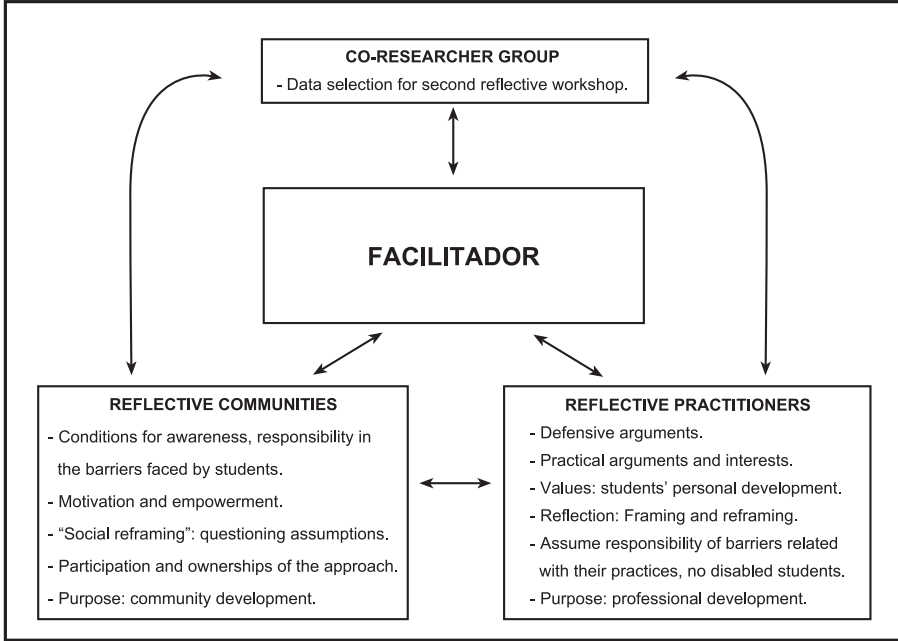 CO-RESEARCHER GROUP
- Data selection for second reflective workshop.
FACILITADOR
REFLECTIVE COMMUNITIES
- Conditions for awareness, responsibility in
the barriers faced by students.
- Motivation and empowerment.
- “Social reframing”: questioning assumptions.
- Participation and ownerships of the approach.
- Purpose: community development.
REFLECTIVE PRACTITIONERS
- Defensive arguments.
- Practical arguments and interests.
- Values: students’ personal development.
- Reflection: Framing and reframing.
- Assume responsibility of barriers related
with their practices, no disabled students.
- Purpose: professional development.